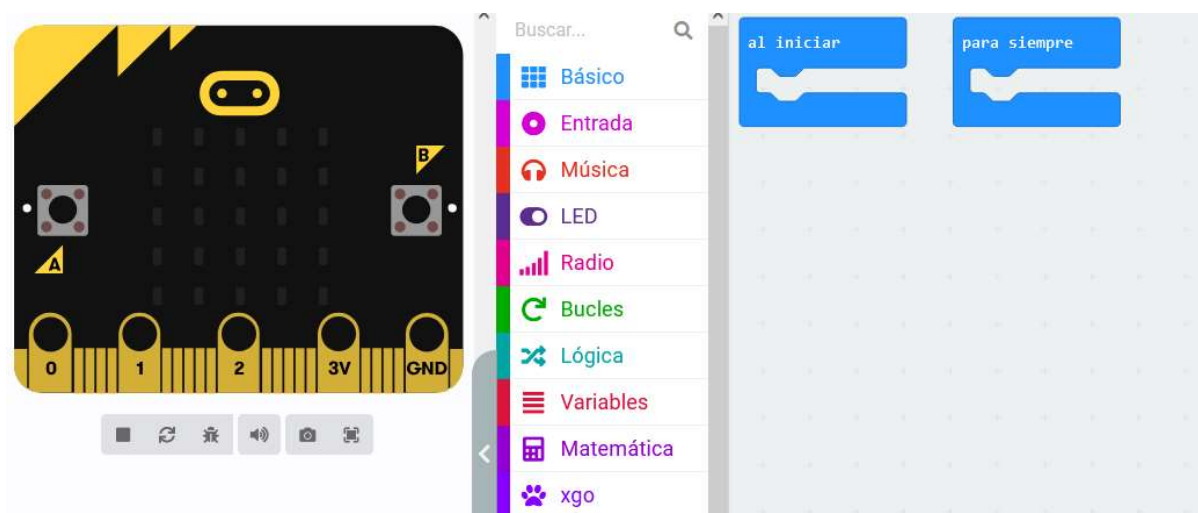 B
A
0 1 2 3V GND
Buscar...
Básico
Entrada
Música
LED
Radio
Bucles
Lógica
Variables
Matemática
xgo
al iniciar
para siempre